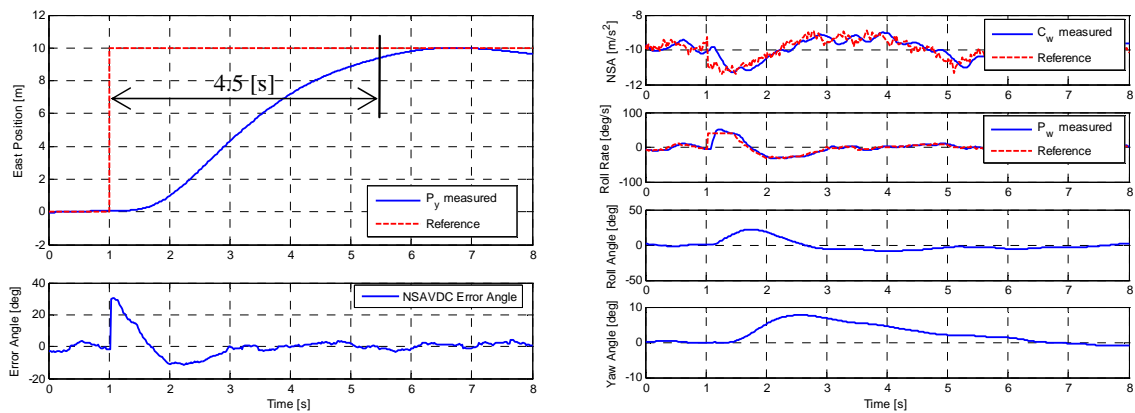 12
10
8
6
4
2
0
-2
East Position [m]
4.5 [s]
P_y measured
Reference
0 1 2 3 4 5 6 7 8
40
20
0
-20
Error Angle [deg]
NSAVDC Error Angle
0 1 2 3 4 5 6 7 8
Time [s]
-8
-10
-12
NSA [m/s²]
C_w measured
Reference
0 1 2 3 4 5 6 7 8
100
0
-100
Roll Rate [deg/s]
P_w measured
Reference
0 1 2 3 4 5 6 7 8
50
0
-50
Roll Angle [deg]
0 1 2 3 4 5 6 7 8
10
0
-10
Yaw Angle [deg]
0 1 2 3 4 5 6 7 8
Time [s]